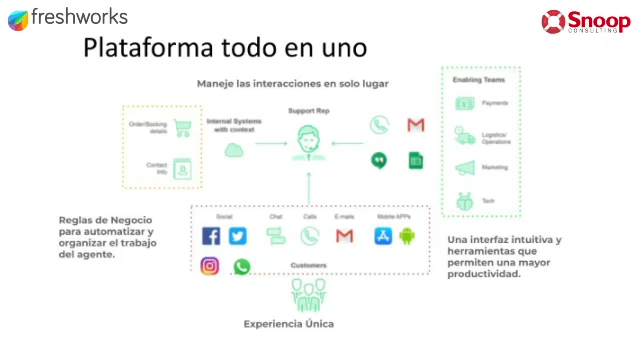 freshworks
Snoop
CONSULTING
Plataforma todo en uno
Maneje las interacciones en solo lugar
Enabling Teams
Order/Booking
details
Contact
Info
Internal Systems
with context
Support Rep
Payments
Logistics/
Operations
Marketing
Tech
Reglas de Negocio
para automatizar y
organizar el trabajo
del agente.
Social
Chat
Calls
E-mails
Mobile APPs
Customers
Una interfaz intuitiva y
herramientas que
permiten una mayor
productividad.
Experiencia Única